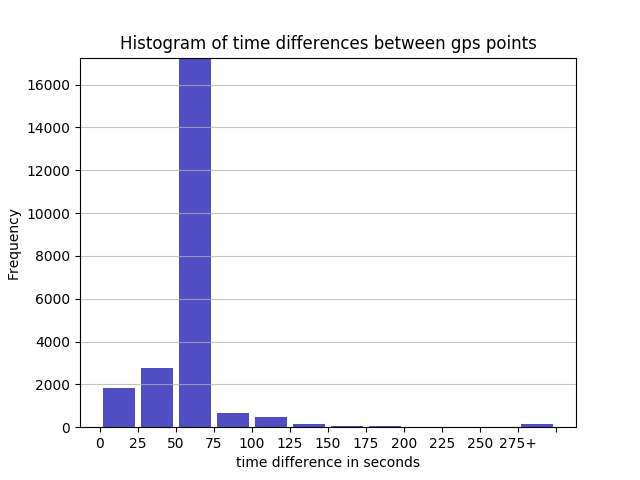 Histogram of time differences between gps points
16000
14000
12000
10000
8000
6000
4000
2000
0
Frequency
0 25 50 75 100 125 150 175 200 225 250 275+
time difference in seconds